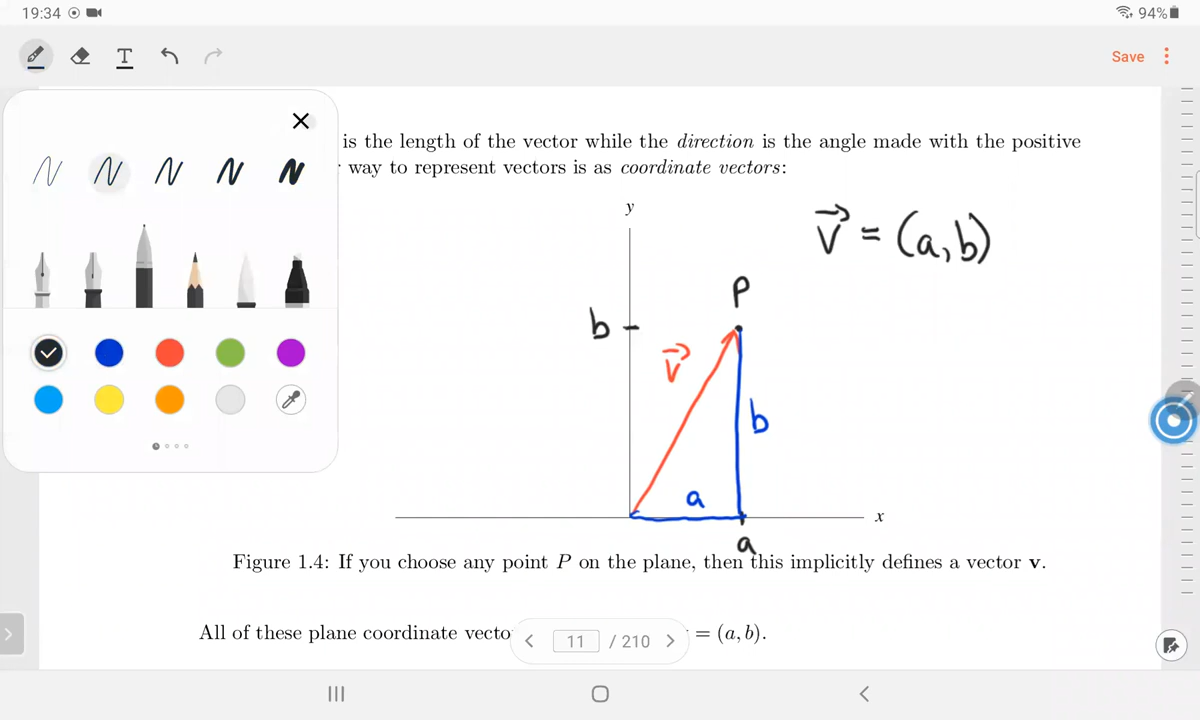 19:34 94%
T Save
is the length of the vector while the direction is the angle made with the positive
way to represent vectors is as coordinate vectors:
y
v = (a,b)
P
b
v
b
a
x
a
Figure 1.4: If you choose any point P on the plane, then this implicitly defines a vector v.
All of these plane coordinate vecto = (a, b).
11 / 210